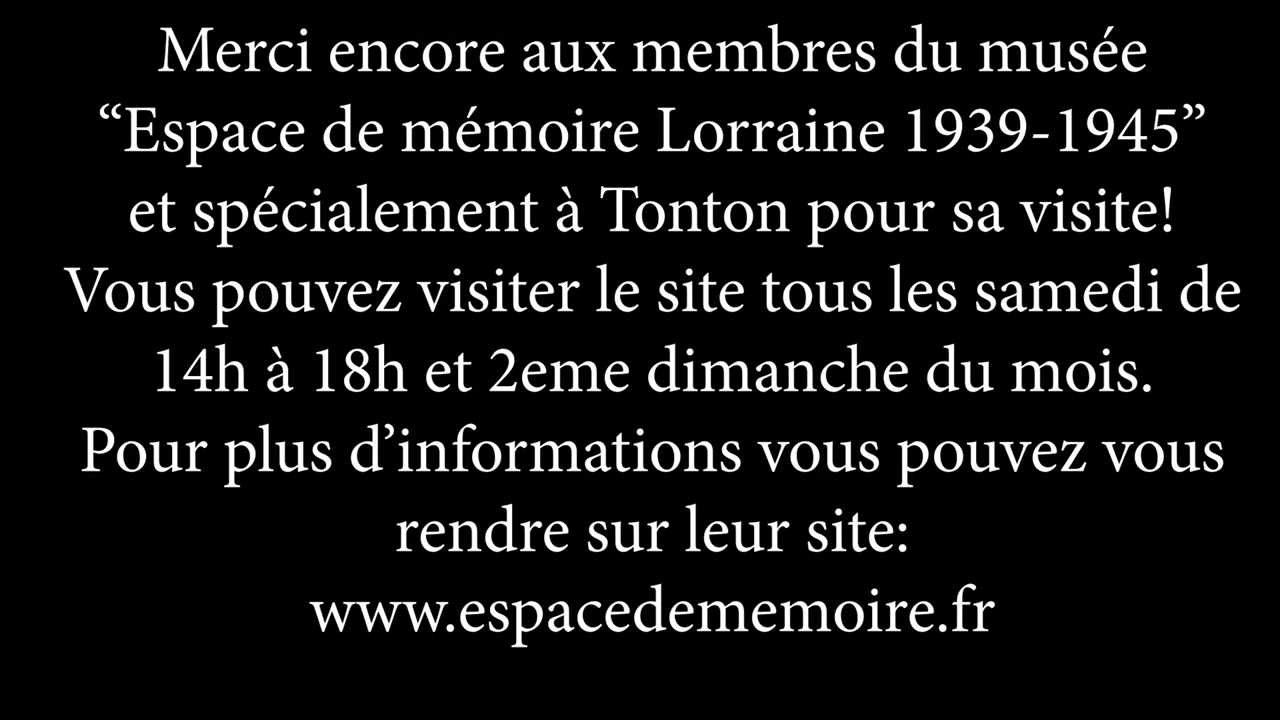 Merci encore aux membres du musée
“Espace de mémoire Lorraine 1939-1945”
et spécialement à Tonton pour sa visite!
Vous pouvez visiter le site tous les samedi de
14h à 18h et 2eme dimanche du mois.
Pour plus d’informations vous pouvez vous
rendre sur leur site:
www.espacedememoire.fr